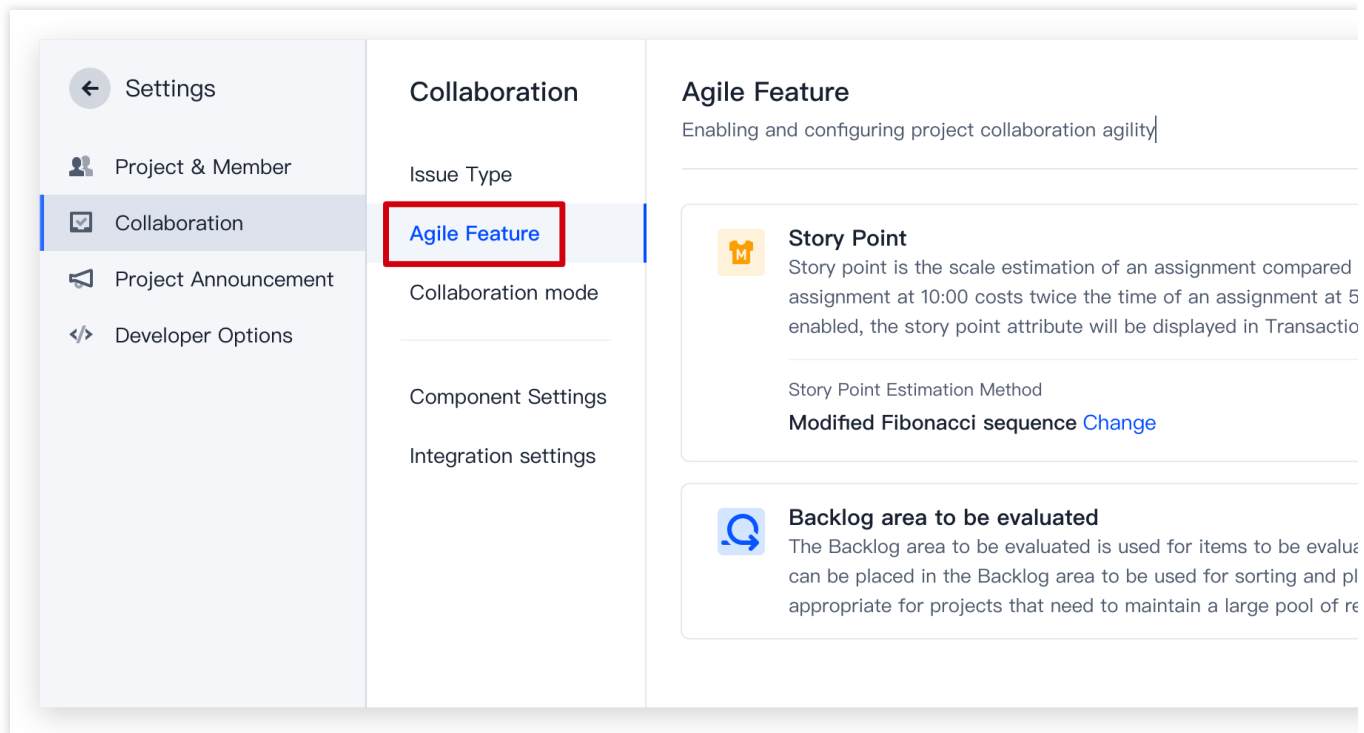 Settings
Project & Member
Collaboration
Project Announcement
Developer Options
Collaboration
Issue Type
Agile Feature
Collaboration mode
Component Settings
Integration settings
Agile Feature
Enabling and configuring project collaboration agility
M
Story Point
Story point is the scale estimation of an assignment compared
assignment at 10:00 costs twice the time of an assignment at 5
enabled, the story point attribute will be displayed in Transactio
Story Point Estimation Method
Modified Fibonacci sequence Change
Backlog area to be evaluated
The Backlog area to be evaluated is used for items to be evalua
can be placed in the Backlog area to be used for sorting and pl
appropriate for projects that need to maintain a large pool of re